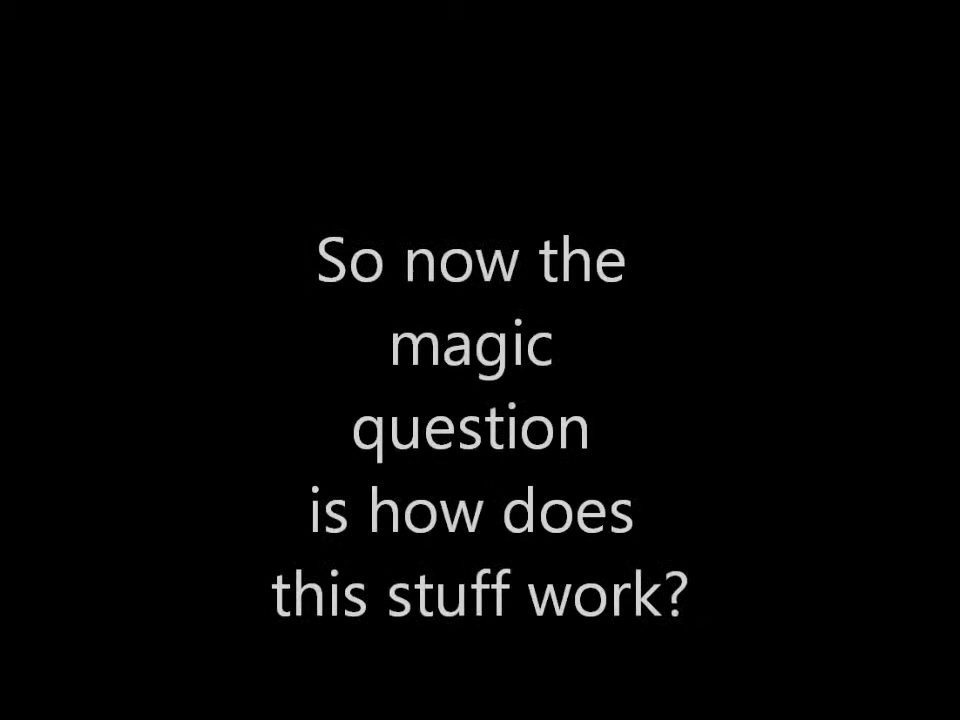 So now the
magic
question
is how does
this stuff work?